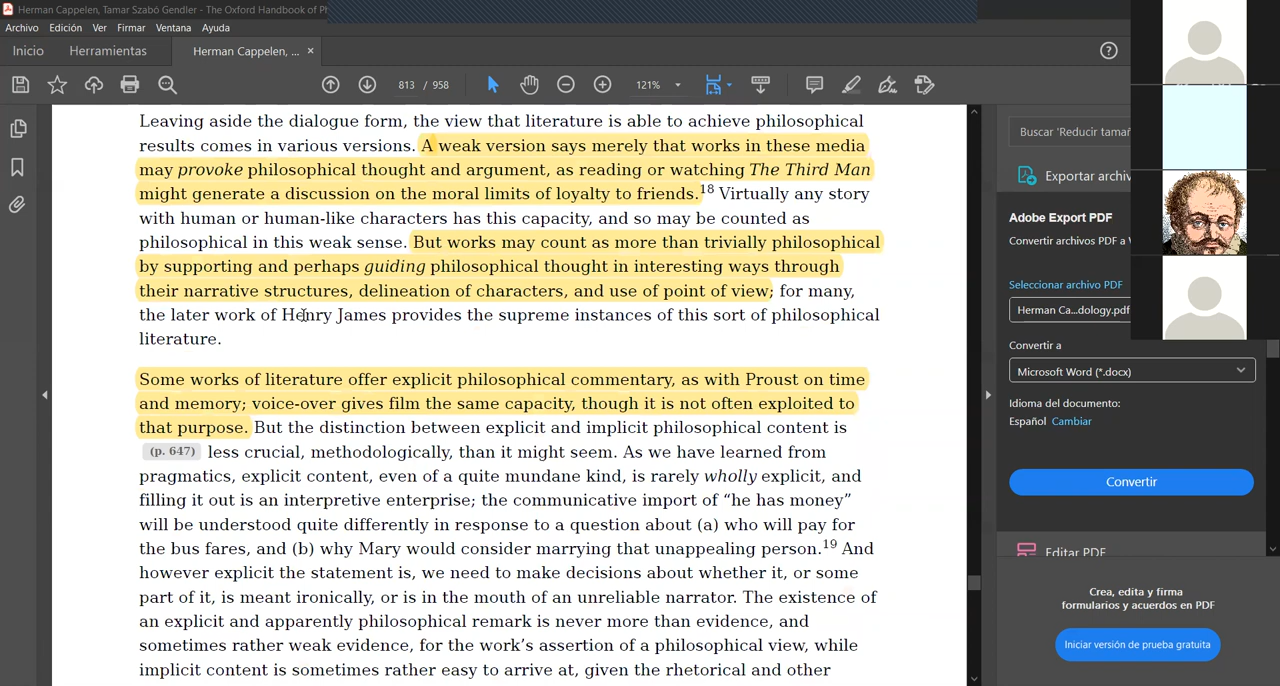 Herman Cappelen, Tamar Szabó Gendler - The Oxford Handbook of Ph
Archivo Edición Ver Firmar Ventana Ayuda
Inicio Herramientas Herman Cappelen, ... ×
813 / 958 121%
Leaving aside the dialogue form, the view that literature is able to achieve philosophical
results comes in various versions. A weak version says merely that works in these media
may provoke philosophical thought and argument, as reading or watching The Third Man
might generate a discussion on the moral limits of loyalty to friends.18 Virtually any story
with human or human-like characters has this capacity, and so may be counted as
philosophical in this weak sense. But works may count as more than trivially philosophical
by supporting and perhaps guiding philosophical thought in interesting ways through
their narrative structures, delineation of characters, and use of point of view; for many,
the later work of Henry James provides the supreme instances of this sort of philosophical
literature.
Some works of literature offer explicit philosophical commentary, as with Proust on time
and memory; voice-over gives film the same capacity, though it is not often exploited to
that purpose. But the distinction between explicit and implicit philosophical content is
(p. 647) less crucial, methodologically, than it might seem. As we have learned from
pragmatics, explicit content, even of a quite mundane kind, is rarely wholly explicit, and
filling it out is an interpretive enterprise; the communicative import of “he has money”
will be understood quite differently in response to a question about (a) who will pay for
the bus fares, and (b) why Mary would consider marrying that unappealing person.19 And
however explicit the statement is, we need to make decisions about whether it, or some
part of it, is meant ironically, or is in the mouth of an unreliable narrator. The existence of
an explicit and apparently philosophical remark is never more than evidence, and
sometimes rather weak evidence, for the work’s assertion of a philosophical view, while
implicit content is sometimes rather easy to arrive at, given the rhetorical and other
Buscar 'Reducir tamañ
Exportar archiv
Adobe Export PDF
Convertir archivos PDF a W
Seleccionar archivo PDF
Herman Ca...dology.pdf
Convertir a
Microsoft Word (*.docx)
Idioma del documento:
Español Cambiar
Convertir
Editar PDF
Crea, edita y firma
formularios y acuerdos en PDF
Iniciar versión de prueba gratuita